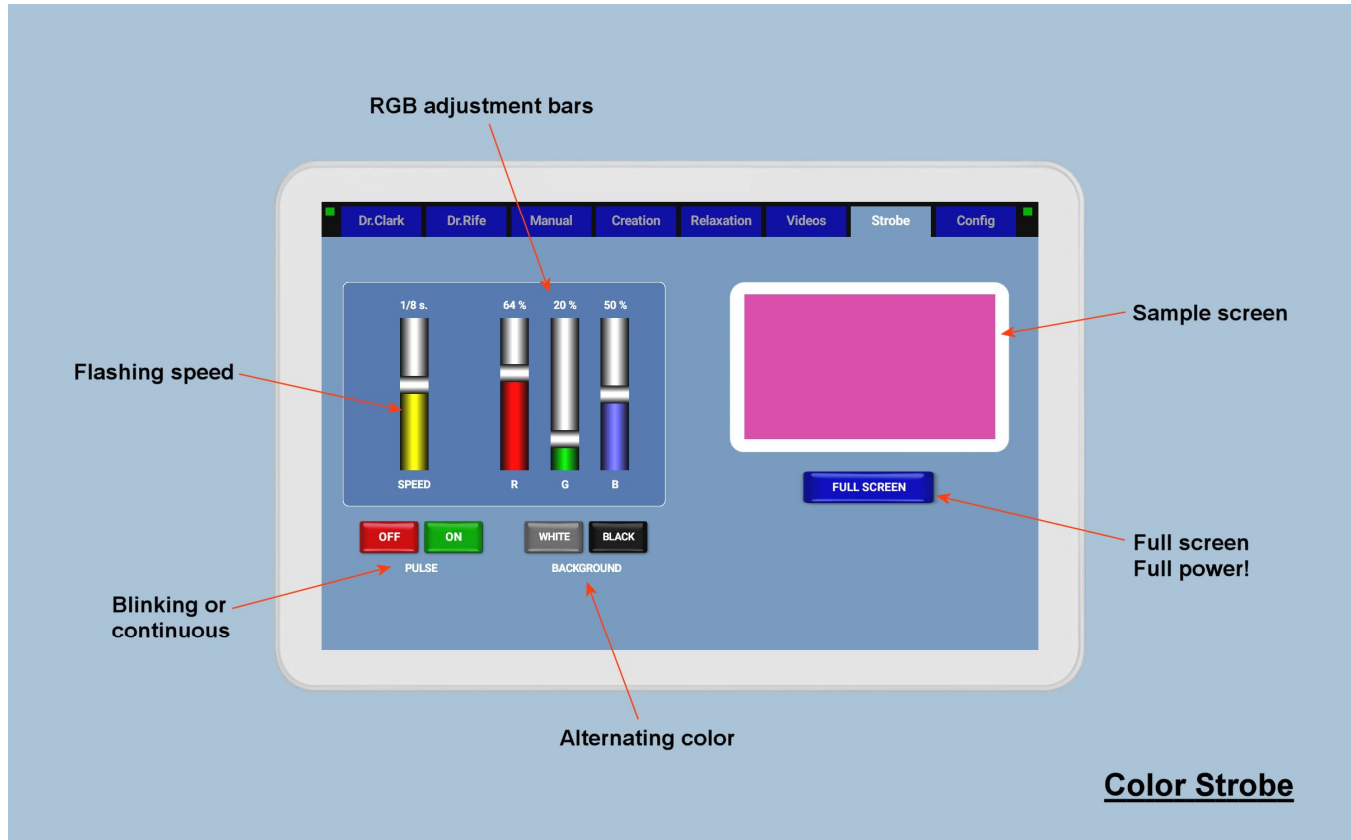 RGB adjustment bars
Dr.Clark Dr.Rife Manual Creation Relaxation Videos Strobe Config
1/8 s. 64 % 20 % 50 %
Sample screen
Flashing speed
SPEED R G B
FULL SCREEN
OFF ON WHITE BLACK
PULSE BACKGROUND
Full screen
Full power!
Blinking or
continuous
Alternating color
Color Strobe